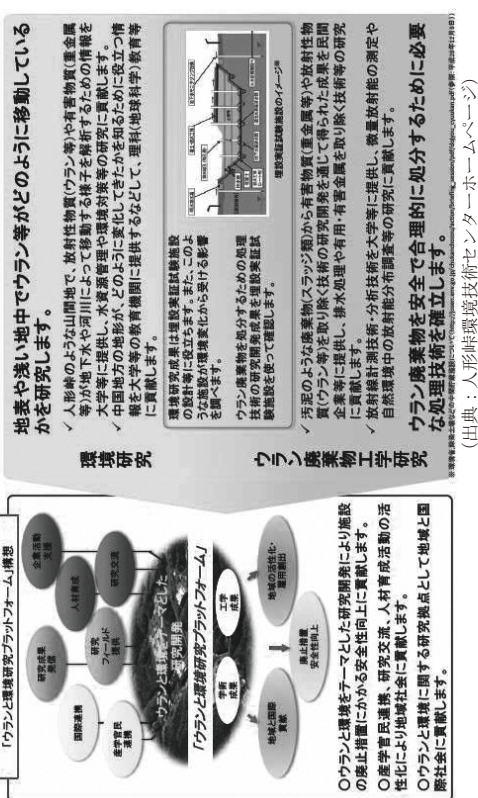 「ウランと環境研究プラットフォーム」構想
国際連携
産学官民
連携
研究成果
発信
研究
フィールド
提供
人材育成
企業活動
支援
研究交流
ウランと環境をテーマとした
研究開発
「ウランと環境研究プラットフォーム」
学術
成果
工学
成果
地域と国際
貢献
廃止措置
安全性向上
地域の活性化・
雇用創出
○ウランと環境をテーマとした研究開発により施設
の廃止措置にかかる安全性向上に貢献します。
○産学官民連携、研究交流、人材育成活動の活
性化により地域社会に貢献します。
○ウランと環境に関する研究拠点として地域と国
際社会に貢献します。
環境研究
地表や浅い地中でウラン等がどのように移動している
かを研究します。
✓ 人形峠のような山間地で、放射性物質(ウラン等)や有害物質(重金属
等)が地下水や河川によって移動する様子を解析するための情報を
大学等に提供し、水資源管理や環境対策等の研究に貢献します。
✓ 中国地方の地形が、どのように変化してきたかを知るために役立つ情
報を大学等の教育機関に提供するなどして、理科(地球科学)教育等
に貢献します。
環境研究成果は埋設実証試験施設
の設計等に役立ちます。また、このよ
うな施設が環境変化から受ける影響
を調べます。
ウラン廃棄物を処分するための処理
技術の研究開発成果を埋設実証試
験施設を使って確認します。
埋設実証試験施設のイメージ※
ウラン廃棄物工学研究
✓ 汚泥のような廃棄物(スラッジ類)から有害物質(重金属等)や放射性物
質(ウラン等)を取り除く技術の研究開発を通じて得られた成果を民間
企業等に提供し、排水処理や有用・有害金属を取り除く技術等の研究
に貢献します。
✓ 放射線計測技術・分析技術を大学等に提供し、微量放射能の測定や
自然環境中の放射能分布調査等の研究に貢献します。
ウラン廃棄物を安全で合理的に処分するために必要
な処理技術を確立します。
(出典：人形峠環境技術センターホームページ)